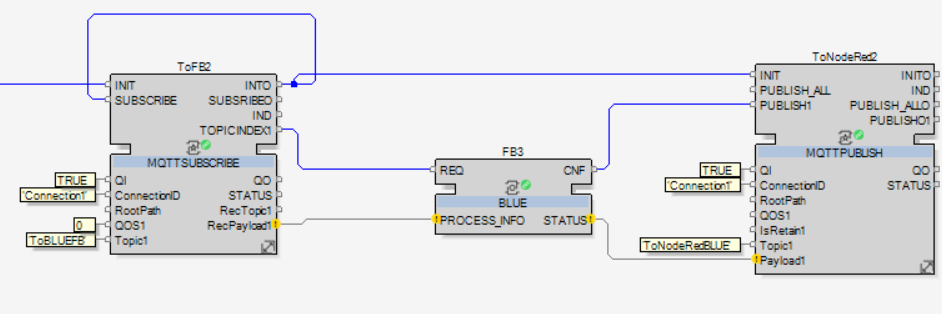 ToFB2
INIT INTO
SUBSCRIBE SUBSRIBEO
IND
TOPICINDEX1
MQTTSUBSCRIBE
TRUE QI QO
'Connection1' ConnectionID STATUS
RootPath RecTopic1
0 QOS1 RecPayload1
'ToBLUEFB' Topic1
FB3
REQ CNF
BLUE
PROCESS_INFO STATUS
ToNodeRed2
INIT INITO
PUBLISH_ALL IND
PUBLISH1 PUBLISH_ALLO
PUBLISHO1
MQTTPUBLISH
TRUE QI QO
'Connection1' ConnectionID STATUS
RootPath
QOS1
IsRetain1
'ToNodeRedBLUE' Topic1
Payload1